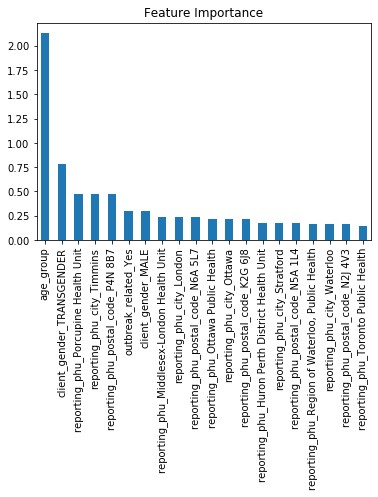 Feature Importance
2.00
1.75
1.50
1.25
1.00
0.75
0.50
0.25
0.00
age_group
client_gender_TRANSGENDER
reporting_phu_Porcupine Health Unit
reporting_phu_city_Timmins
reporting_phu_postal_code_P4N 8B7
outbreak_related_Yes
client_gender_MALE
reporting_phu_Middlesex-London Health Unit
reporting_phu_city_London
reporting_phu_postal_code_N6A 5L7
reporting_phu_Ottawa Public Health
reporting_phu_city_Ottawa
reporting_phu_postal_code_K2G 6J8
reporting_phu_Huron Perth District Health Unit
reporting_phu_city_Stratford
reporting_phu_postal_code_N5A 1L4
reporting_phu_Region of Waterloo, Public Health
reporting_phu_city_Waterloo
reporting_phu_postal_code_N2J 4V3
reporting_phu_Toronto Public Health